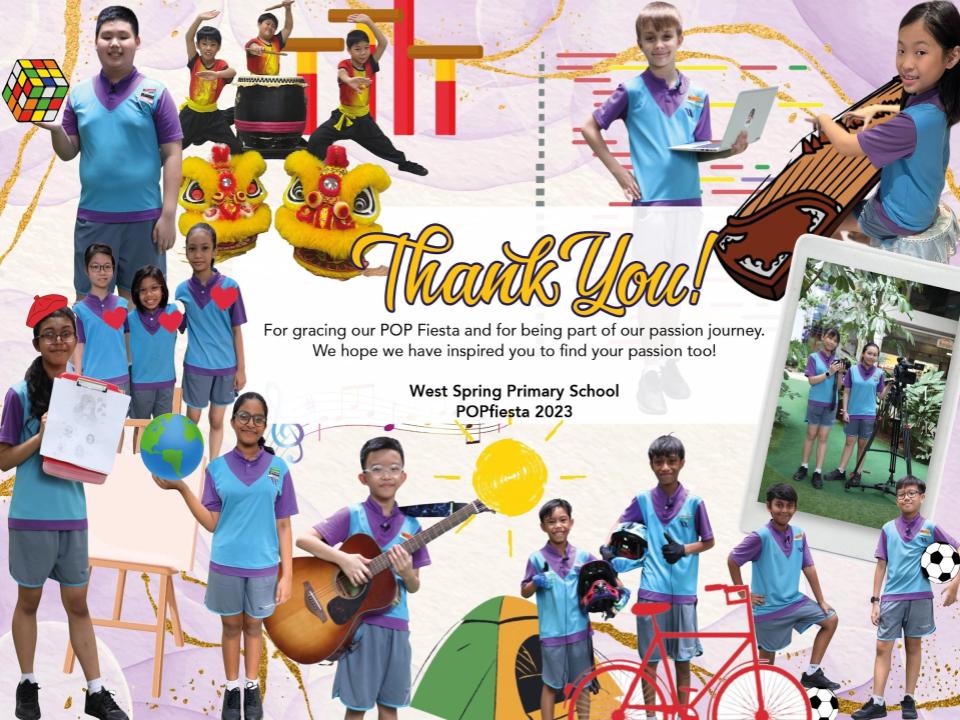 Thank You!
For gracing our POP Fiesta and for being part of our passion journey.
We hope we have inspired you to find your passion too!
West Spring Primary School
POPfiesta 2023